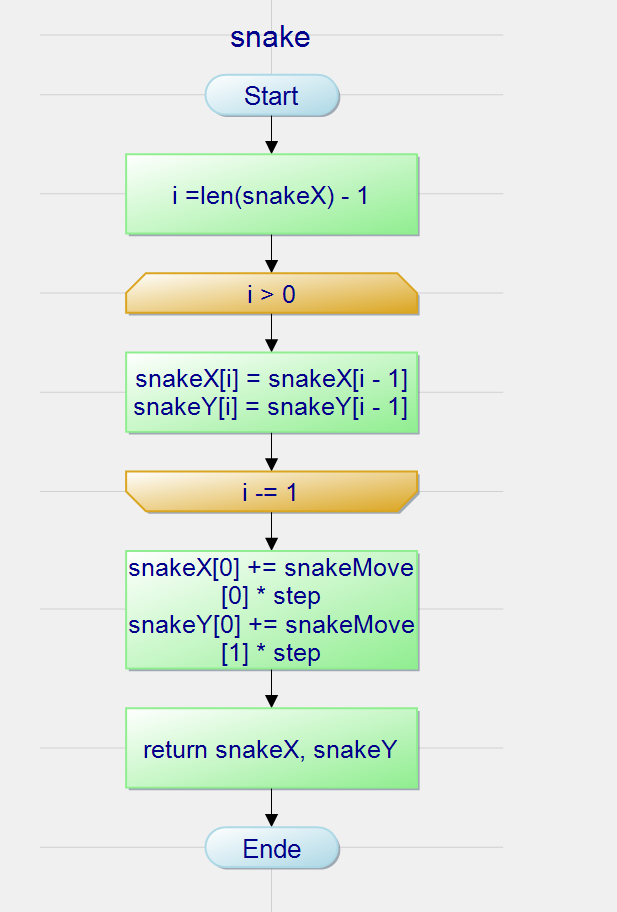 snake
Start
i =len(snakeX) - 1
i > 0
snakeX[i] = snakeX[i - 1]
snakeY[i] = snakeY[i - 1]
i -= 1
snakeX[0] += snakeMove
[0] * step
snakeY[0] += snakeMove
[1] * step
return snakeX, snakeY
Ende